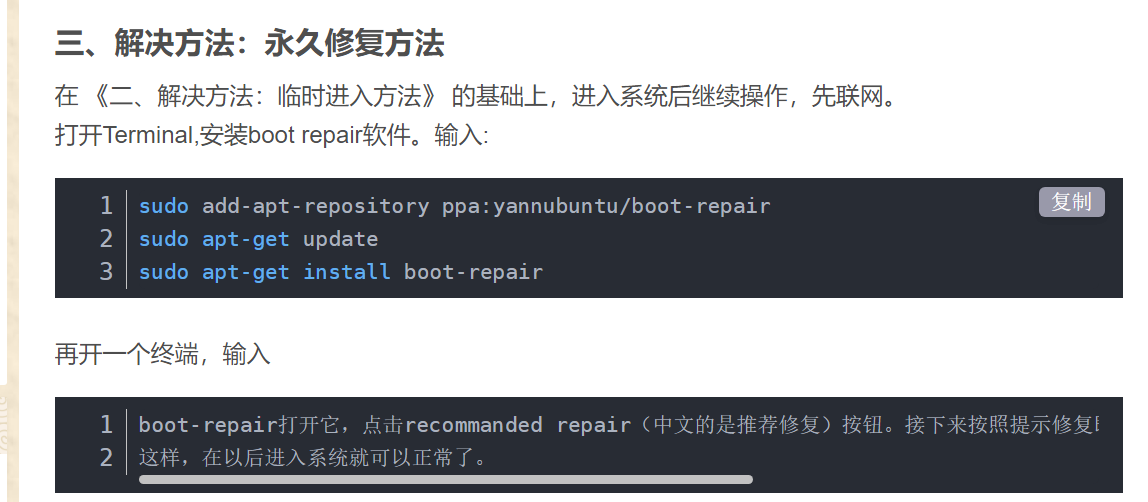 三、解决方法：永久修复方法
在 《二、解决方法：临时进入方法》 的基础上，进入系统后继续操作，先联网。
打开Terminal,安装boot repair软件。输入:
复制
1 sudo add-apt-repository ppa:yannubuntu/boot-repair
2 sudo apt-get update
3 sudo apt-get install boot-repair
再开一个终端，输入
1 boot-repair打开它，点击recommanded repair（中文的是推荐修复）按钮。接下来按照提示修复
2 这样，在以后进入系统就可以正常了。